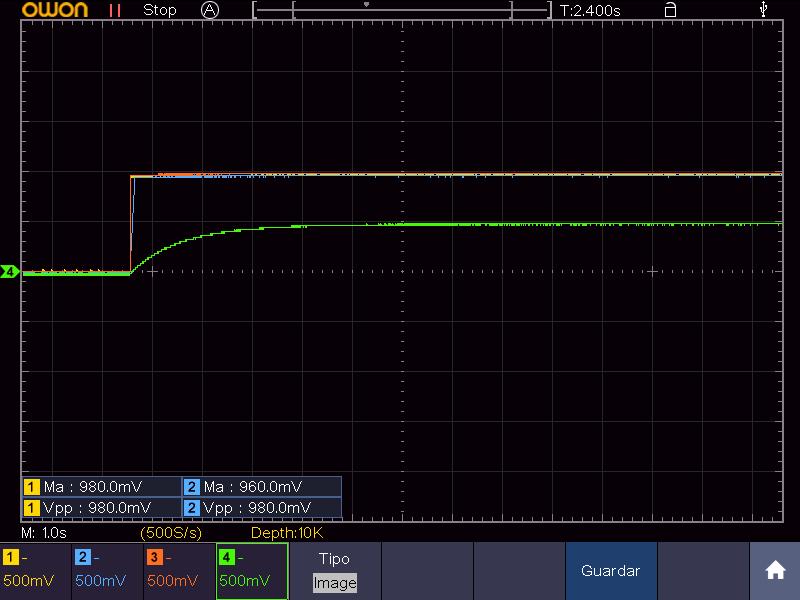 OWON Stop A T:2.400s
4
1 Ma : 980.0mV 2 Ma : 960.0mV
1 Vpp : 980.0mV 2 Vpp : 980.0mV
M: 1.0s (500S/s) Depth:10K
1 - 2 - 3 - 4 - Tipo
500mV 500mV 500mV 500mV Image
Guardar